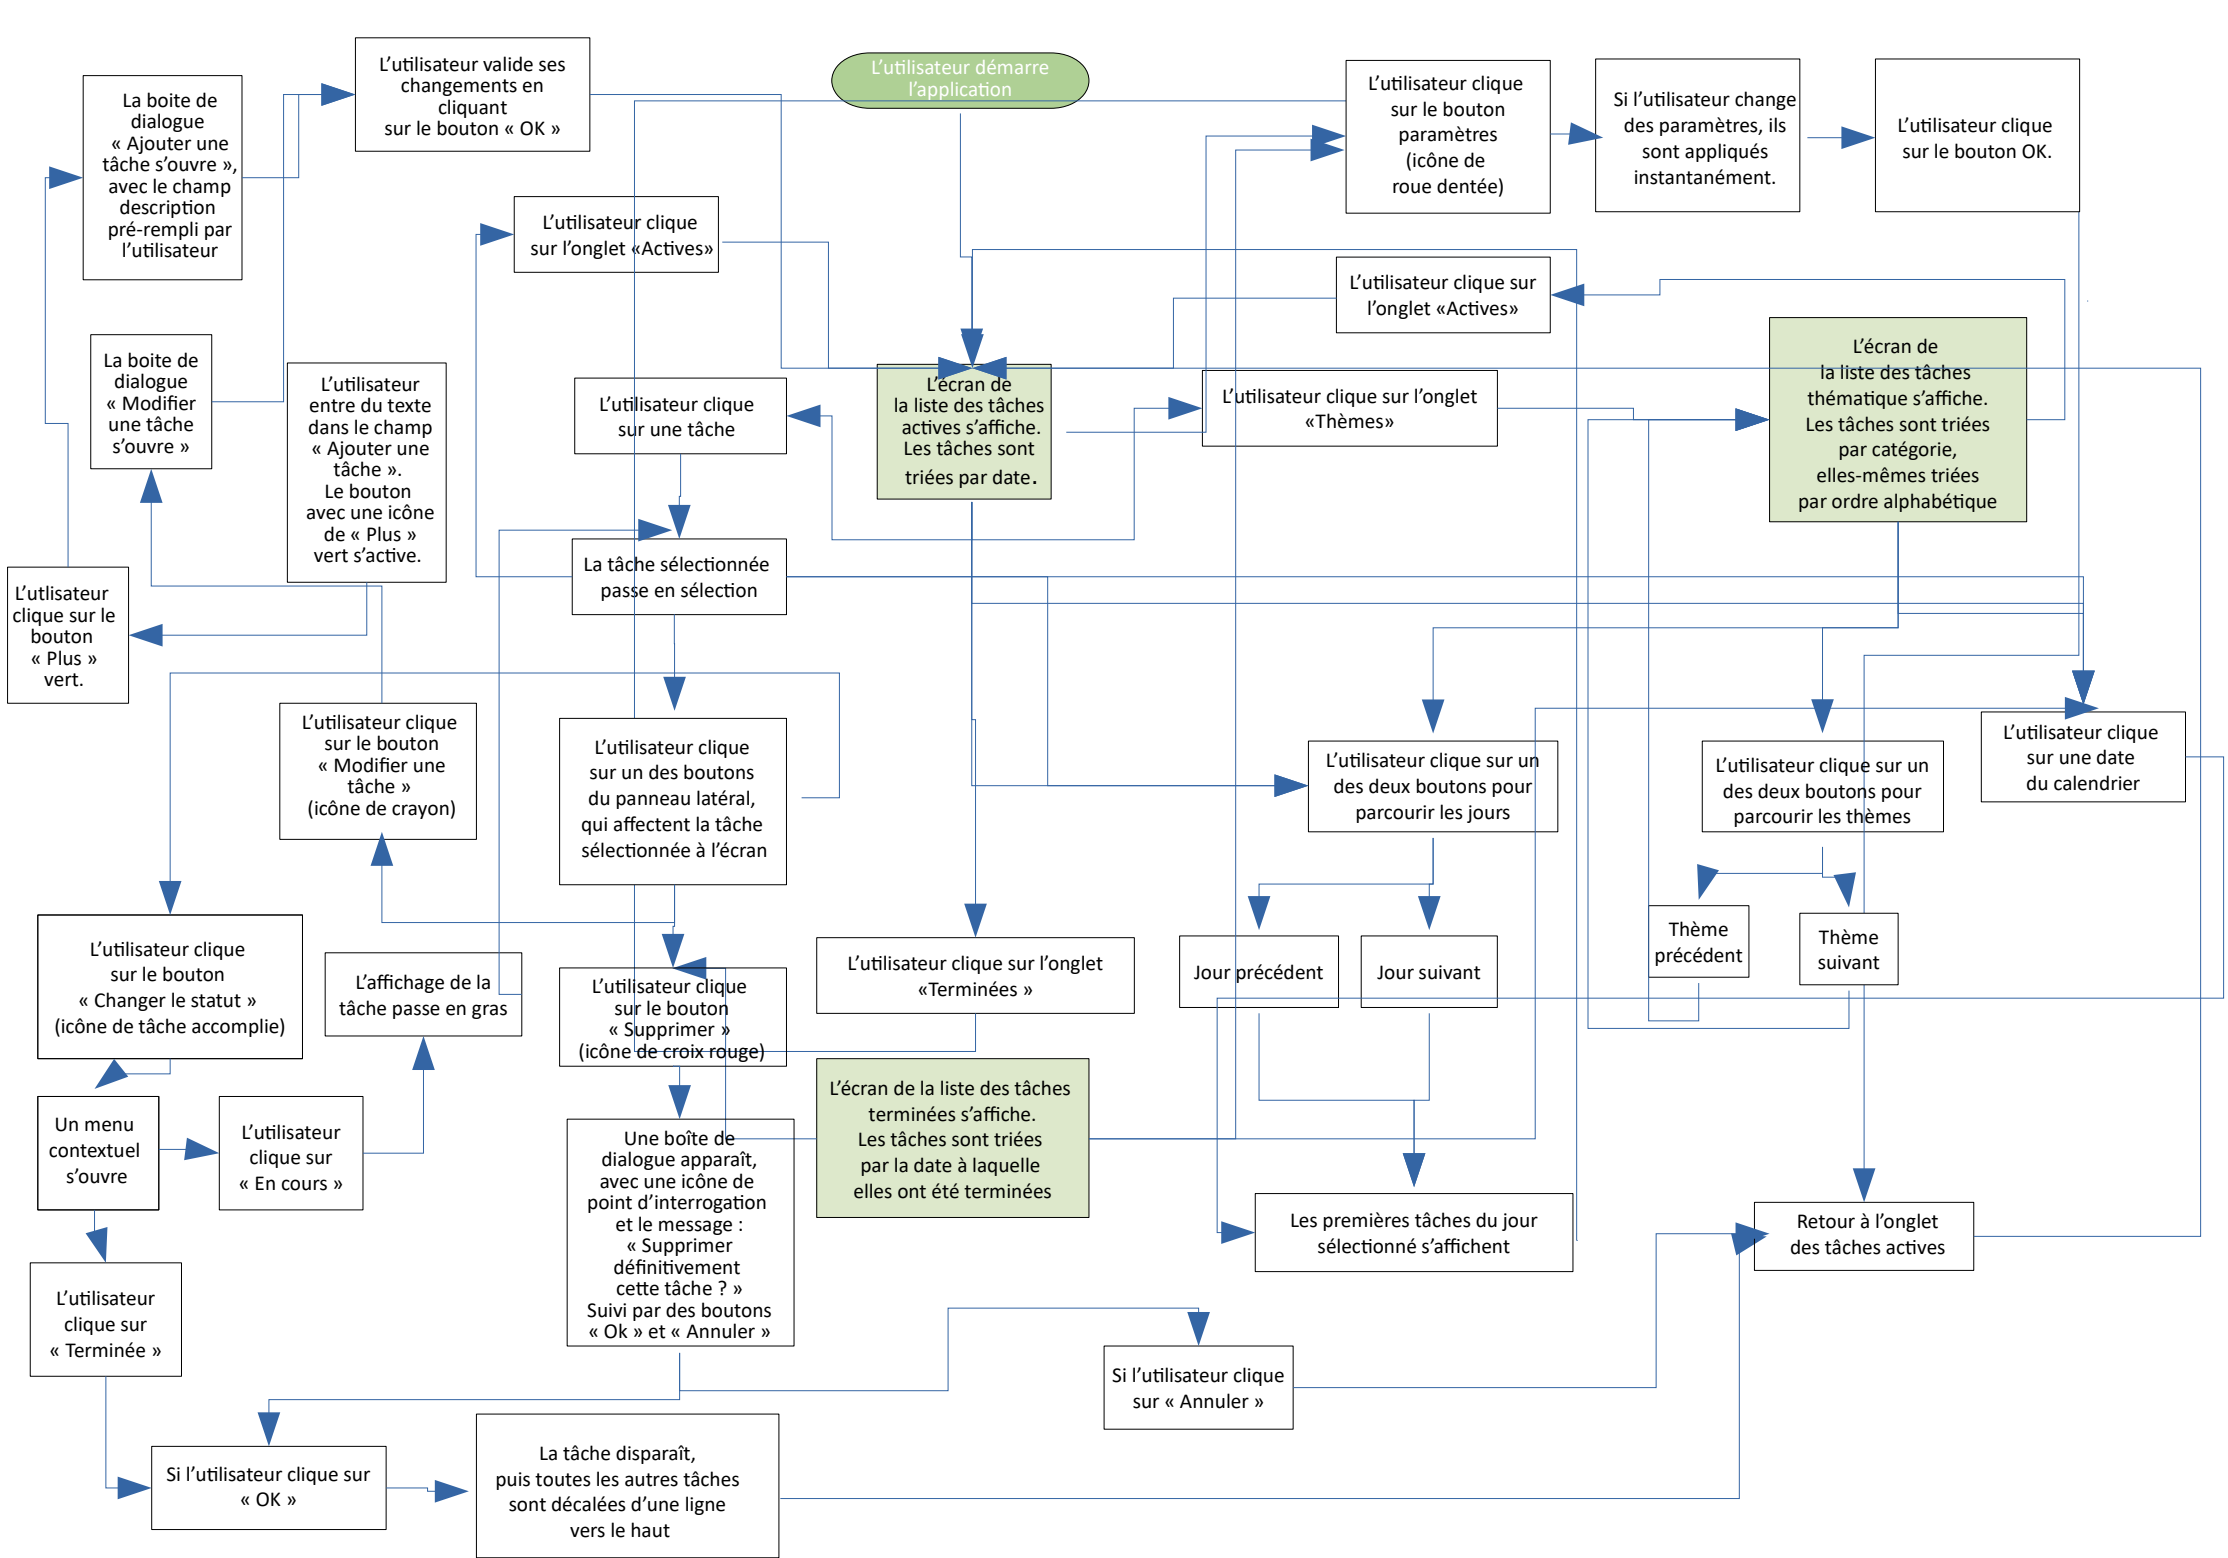 L'utilisateur démarre
l'application
L'utilisateur valide ses
changements en
cliquant
sur le bouton « OK »
La boite de
dialogue
« Ajouter une
tâche s'ouvre »,
avec le champ
description
pré-rempli par
l'utilisateur
L'utilisateur clique
sur le bouton
paramètres
(icône de
roue dentée)
Si l'utilisateur change
des paramètres, ils
sont appliqués
instantanément.
L'utilisateur clique
sur le bouton OK.
L'utilisateur clique
sur l'onglet «Actives»
L'utilisateur clique sur
l'onglet «Actives»
La boite de
dialogue
« Modifier
une tâche
s'ouvre »
L'utilisateur
entre du texte
dans le champ
« Ajouter une
tâche ».
Le bouton
avec une icône
de « Plus »
vert s'active.
L'utilisateur clique
sur une tâche
L'écran de
la liste des tâches
actives s'affiche.
Les tâches sont
triées par date.
L'utilisateur clique sur l'onglet
«Thèmes»
L'écran de
la liste des tâches
thématique s'affiche.
Les tâches sont triées
par catégorie,
elles-mêmes triées
par ordre alphabétique
La tâche sélectionnée
passe en sélection
L'utlisateur
clique sur le
bouton
« Plus »
vert.
L'utilisateur clique
sur le bouton
« Modifier une
tâche »
(icône de crayon)
L'utilisateur clique
sur un des boutons
du panneau latéral,
qui affectent la tâche
sélectionnée à l'écran
L'utilisateur clique sur un
des deux boutons pour
parcourir les jours
L'utilisateur clique sur un
des deux boutons pour
parcourir les thèmes
L'utilisateur clique
sur une date
du calendrier
L'utilisateur clique
sur le bouton
« Changer le statut »
(icône de tâche accomplie)
L'affichage de la
tâche passe en gras
L'utilisateur clique
sur le bouton
« Supprimer »
(icône de croix rouge)
L'utilisateur clique sur l'onglet
«Terminées »
Jour précédent
Jour suivant
Thème
précédent
Thème
suivant
Un menu
contextuel
s'ouvre
L'utilisateur
clique sur
« En cours »
Une boîte de
dialogue apparaît,
avec une icône de
point d'interrogation
et le message :
« Supprimer
définitivement
cette tâche ? »
Suivi par des boutons
« Ok » et « Annuler »
L'écran de la liste des tâches
terminées s'affiche.
Les tâches sont triées
par la date à laquelle
elles ont été terminées
Les premières tâches du jour
sélectionné s'affichent
Retour à l'onglet
des tâches actives
L'utilisateur
clique sur
« Terminée »
Si l'utilisateur clique
sur « Annuler »
Si l'utilisateur clique sur
« OK »
La tâche disparaît,
puis toutes les autres tâches
sont décalées d'une ligne
vers le haut